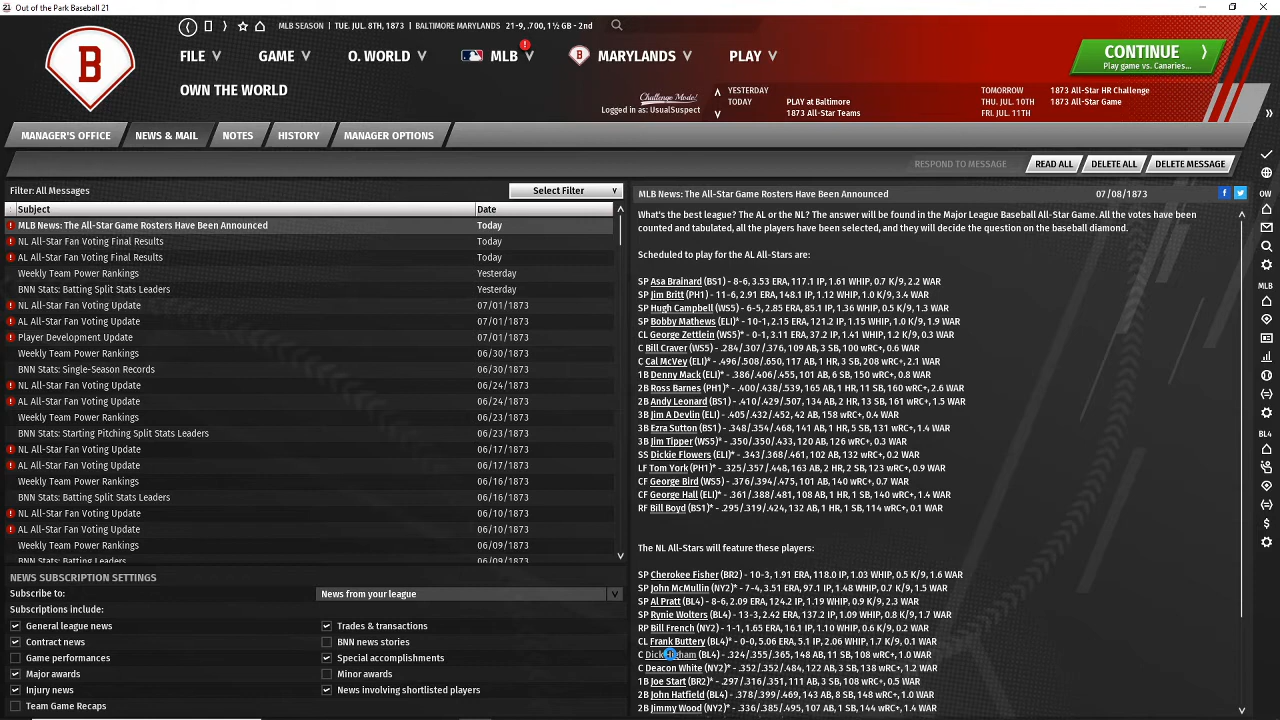 Out of the Park Baseball 21
MLB SEASON | TUE. JUL. 8TH, 1873 | BALTIMORE MARYLANDS 21-9, .700, 1½ GB - 2nd
B
FILE GAME O. WORLD MLB MARYLANDS PLAY
CONTINUE
Play game vs. Canaries...
OWN THE WORLD
Challenge Mode!
Logged in as: UsualSuspect
YESTERDAY
TODAY PLAY at Baltimore
1873 All-Star Teams
TOMORROW 1873 All-Star HR Challenge
THU. JUL. 10TH 1873 All-Star Game
FRI. JUL. 11TH
MANAGER'S OFFICE NEWS & MAIL NOTES HISTORY MANAGER OPTIONS
RESPOND TO MESSAGE READ ALL DELETE ALL DELETE MESSAGE
Filter: All Messages Select Filter
Subject Date
MLB News: The All-Star Game Rosters Have Been Announced Today
NL All-Star Fan Voting Final Results Today
AL All-Star Fan Voting Final Results Today
Weekly Team Power Rankings Yesterday
BNN Stats: Batting Split Stats Leaders Yesterday
NL All-Star Fan Voting Update 07/01/1873
AL All-Star Fan Voting Update 07/01/1873
Player Development Update 07/01/1873
Weekly Team Power Rankings 06/30/1873
BNN Stats: Single-Season Records 06/30/1873
NL All-Star Fan Voting Update 06/24/1873
AL All-Star Fan Voting Update 06/24/1873
Weekly Team Power Rankings 06/23/1873
BNN Stats: Starting Pitching Split Stats Leaders 06/23/1873
NL All-Star Fan Voting Update 06/17/1873
AL All-Star Fan Voting Update 06/17/1873
Weekly Team Power Rankings 06/16/1873
BNN Stats: Batting Split Stats Leaders 06/16/1873
NL All-Star Fan Voting Update 06/10/1873
AL All-Star Fan Voting Update 06/10/1873
Weekly Team Power Rankings 06/09/1873
BNN Stats: Batting Leaders 06/09/1873
NEWS SUBSCRIPTION SETTINGS
Subscribe to: News from your league
Subscriptions include:
General league news Trades & transactions
Contract news BNN news stories
Game performances Special accomplishments
Major awards Minor awards
Injury news News involving shortlisted players
Team Game Recaps
MLB News: The All-Star Game Rosters Have Been Announced 07/08/1873
What's the best league? The AL or the NL? The answer will be found in the Major League Baseball All-Star Game. All the votes have been
counted and tabulated, all the players have been selected, and they will decide the question on the baseball diamond.
Scheduled to play for the AL All-Stars are:
SP Asa Brainard (BS1) - 8-6, 3.53 ERA, 117.1 IP, 1.61 WHIP, 0.7 K/9, 2.2 WAR
SP Jim Britt (PH1) - 11-6, 2.91 ERA, 148.1 IP, 1.12 WHIP, 1.0 K/9, 3.4 WAR
SP Hugh Campbell (WS5) - 6-5, 2.85 ERA, 85.1 IP, 1.36 WHIP, 0.5 K/9, 1.3 WAR
SP Bobby Mathews (ELI)* - 10-1, 2.15 ERA, 121.2 IP, 1.15 WHIP, 1.0 K/9, 1.9 WAR
CL George Zettlein (WS5)* - 0-1, 3.11 ERA, 37.2 IP, 1.41 WHIP, 1.2 K/9, 0.3 WAR
C Bill Craver (WS5) - .284/.307/.376, 109 AB, 3 SB, 100 wRC+, 0.6 WAR
C Cal McVey (ELI)* - .496/.508/.650, 117 AB, 1 HR, 3 SB, 208 wRC+, 2.1 WAR
1B Denny Mack (ELI)* - .386/.406/.455, 101 AB, 6 SB, 150 wRC+, 0.8 WAR
2B Ross Barnes (PH1)* - .400/.438/.539, 165 AB, 1 HR, 11 SB, 160 wRC+, 2.6 WAR
2B Andy Leonard (BS1) - .410/.429/.507, 134 AB, 2 HR, 13 SB, 161 wRC+, 1.5 WAR
3B Jim A Devlin (ELI) - .405/.432/.452, 42 AB, 158 wRC+, 0.4 WAR
3B Ezra Sutton (BS1) - .348/.354/.468, 141 AB, 3 HR, 5 SB, 131 wRC+, 1.4 WAR
3B Jim Tipper (WS5)* - .350/.350/.433, 120 AB, 126 wRC+, 0.3 WAR
SS Dickie Flowers (ELI)* - .343/.368/.461, 102 AB, 132 wRC+, 0.2 WAR
LF Tom York (PH1)* - .325/.357/.448, 163 AB, 2 HR, 2 SB, 123 wRC+, 0.9 WAR
CF George Bird (WS5) - .376/.394/.475, 101 AB, 140 wRC+, 0.7 WAR
CF George Hall (ELI)* - .361/.388/.481, 108 AB, 1 HR, 1 SB, 140 wRC+, 1.4 WAR
RF Bill Boyd (BS1)* - .295/.319/.424, 132 AB, 1 HR, 1 SB, 114 wRC+, 0.1 WAR
The NL All-Stars will feature these players:
SP Cherokee Fisher (BR2) - 10-3, 1.91 ERA, 118.0 IP, 1.03 WHIP, 0.5 K/9, 1.6 WAR
SP John McMullin (NY2)* - 7-4, 3.51 ERA, 97.1 IP, 1.48 WHIP, 0.7 K/9, 1.5 WAR
SP Al Pratt (BL4) - 8-6, 2.09 ERA, 124.2 IP, 1.19 WHIP, 0.9 K/9, 2.3 WAR
SP Rynie Wolters (BL4) - 13-3, 2.42 ERA, 137.2 IP, 1.09 WHIP, 0.8 K/9, 1.7 WAR
RP Bill French (NY2) - 1-1, 1.65 ERA, 16.1 IP, 1.10 WHIP, 0.6 K/9, 0.2 WAR
CL Frank Buttery (BL4)* - 0-0, 5.06 ERA, 5.1 IP, 2.06 WHIP, 1.7 K/9, 0.1 WAR
C Dick Higham (BL4) - .324/.355/.365, 148 AB, 11 SB, 108 wRC+, 1.0 WAR
C Deacon White (NY2)* - .352/.352/.484, 122 AB, 3 SB, 138 wRC+, 1.2 WAR
1B Joe Start (BR2)* - .297/.316/.351, 111 AB, 3 SB, 92 wRC+, 0.5 WAR
2B John Hatfield (BL4) - .378/.399/.469, 143 AB, 8 SB, 148 wRC+, 1.0 WAR
2B Jimmy Wood (NY2)* - .336/.385/.495, 107 AB, 1 SB, 144 wRC+, 1.4 WAR
OW
MLB
BL4